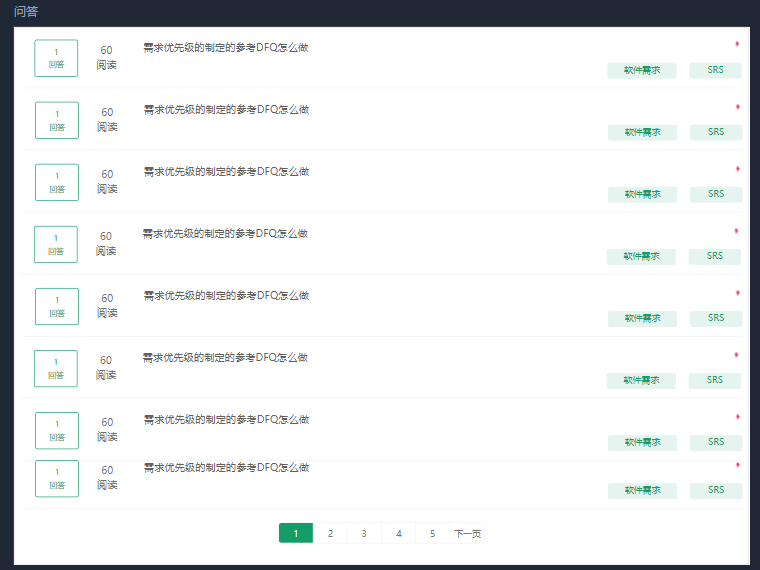 问答
1
回答
60
阅读
需求优先级的制定的参考DFQ怎么做
软件需求
SRS
1
回答
60
阅读
需求优先级的制定的参考DFQ怎么做
软件需求
SRS
1
回答
60
阅读
需求优先级的制定的参考DFQ怎么做
软件需求
SRS
1
回答
60
阅读
需求优先级的制定的参考DFQ怎么做
软件需求
SRS
1
回答
60
阅读
需求优先级的制定的参考DFQ怎么做
软件需求
SRS
1
回答
60
阅读
需求优先级的制定的参考DFQ怎么做
软件需求
SRS
1
回答
60
阅读
需求优先级的制定的参考DFQ怎么做
软件需求
SRS
1
回答
60
阅读
需求优先级的制定的参考DFQ怎么做
软件需求
SRS
1 2 3 4 5 下一页